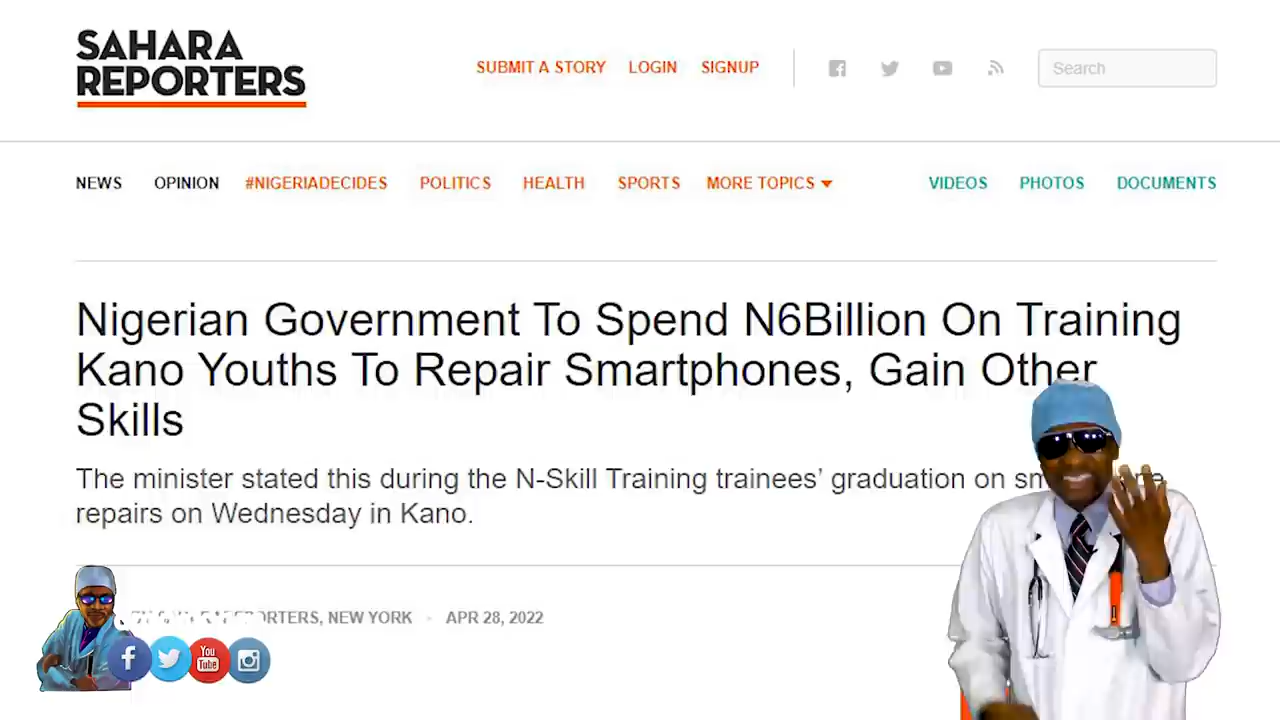 SAHARA
REPORTERS
SUBMIT A STORY LOGIN SIGNUP
Search
NEWS OPINION #NIGERIADECIDES POLITICS HEALTH SPORTS MORE TOPICS VIDEOS PHOTOS DOCUMENTS
Nigerian Government To Spend N6Billion On Training
Kano Youths To Repair Smartphones, Gain Other
Skills
The minister stated this during the N-Skill Training trainees’ graduation on
repairs on Wednesday in Kano.
NEW YORK APR 28, 2022
You
Tube